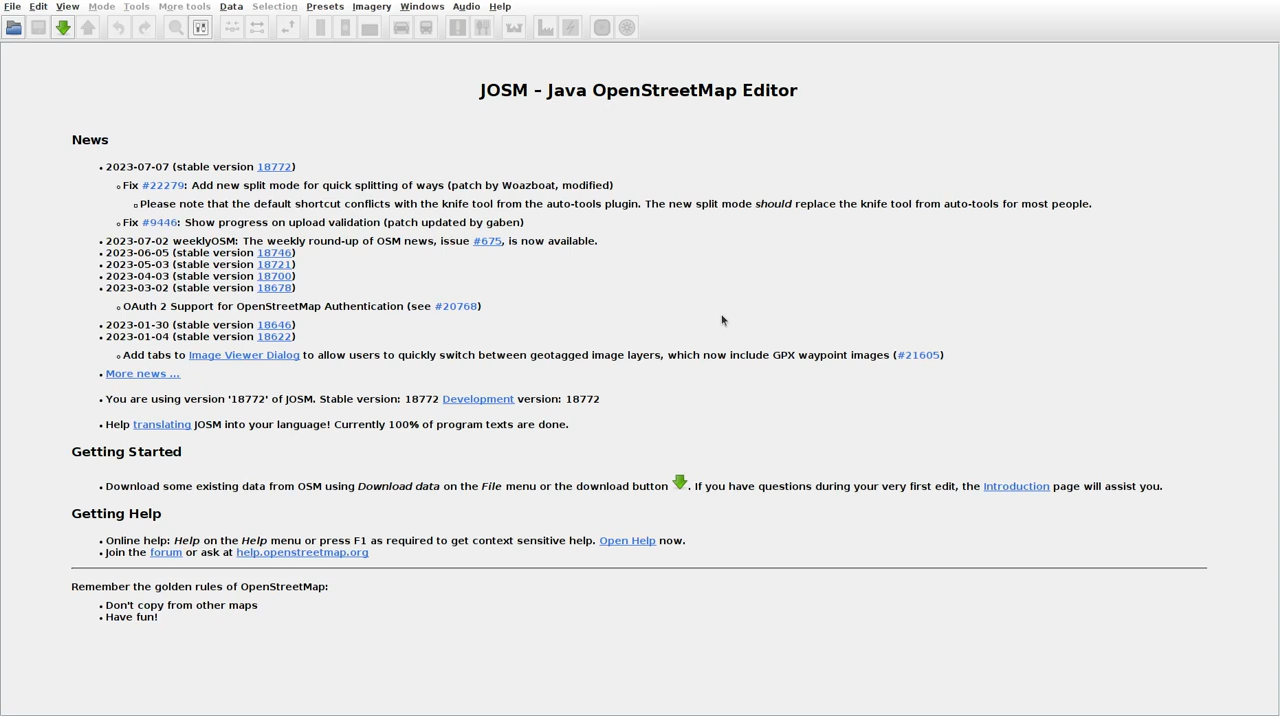 File Edit View Mode Tools More tools Data Selection Presets Imagery Windows Audio Help
JOSM – Java OpenStreetMap Editor
News
2023-07-07 (stable version 18772)
Fix #22279: Add new split mode for quick splitting of ways (patch by Woazboat, modified)
Please note that the default shortcut conflicts with the knife tool from the auto-tools plugin. The new split mode should replace the knife tool from auto-tools for most people.
Fix #9446: Show progress on upload validation (patch updated by gaben)
2023-07-02 weeklyOSM: The weekly round-up of OSM news, issue #675, is now available.
2023-06-05 (stable version 18746)
2023-05-03 (stable version 18721)
2023-04-03 (stable version 18700)
2023-03-02 (stable version 18678)
OAuth 2 Support for OpenStreetMap Authentication (see #20768)
2023-01-30 (stable version 18646)
2023-01-04 (stable version 18622)
Add tabs to Image Viewer Dialog to allow users to quickly switch between geotagged image layers, which now include GPX waypoint images (#21605)
More news ...
You are using version '18772' of JOSM. Stable version: 18772 Development version: 18772
Help translating JOSM into your language! Currently 100% of program texts are done.
Getting Started
Download some existing data from OSM using Download data on the File menu or the download button . If you have questions during your very first edit, the Introduction page will assist you.
Getting Help
Online help: Help on the Help menu or press F1 as required to get context sensitive help. Open Help now.
Join the forum or ask at help.openstreetmap.org
Remember the golden rules of OpenStreetMap:
Don't copy from other maps
Have fun!